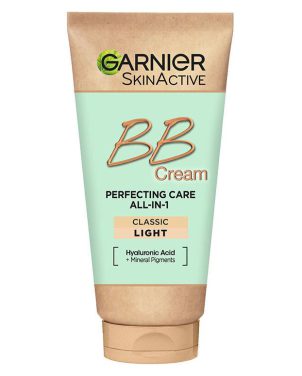 GARNIER
SKINACTIVE
BB
Cream
PERFECTING CARE
ALL-IN-1
CLASSIC
LIGHT
Hyaluronic Acid
+ Mineral Pigments